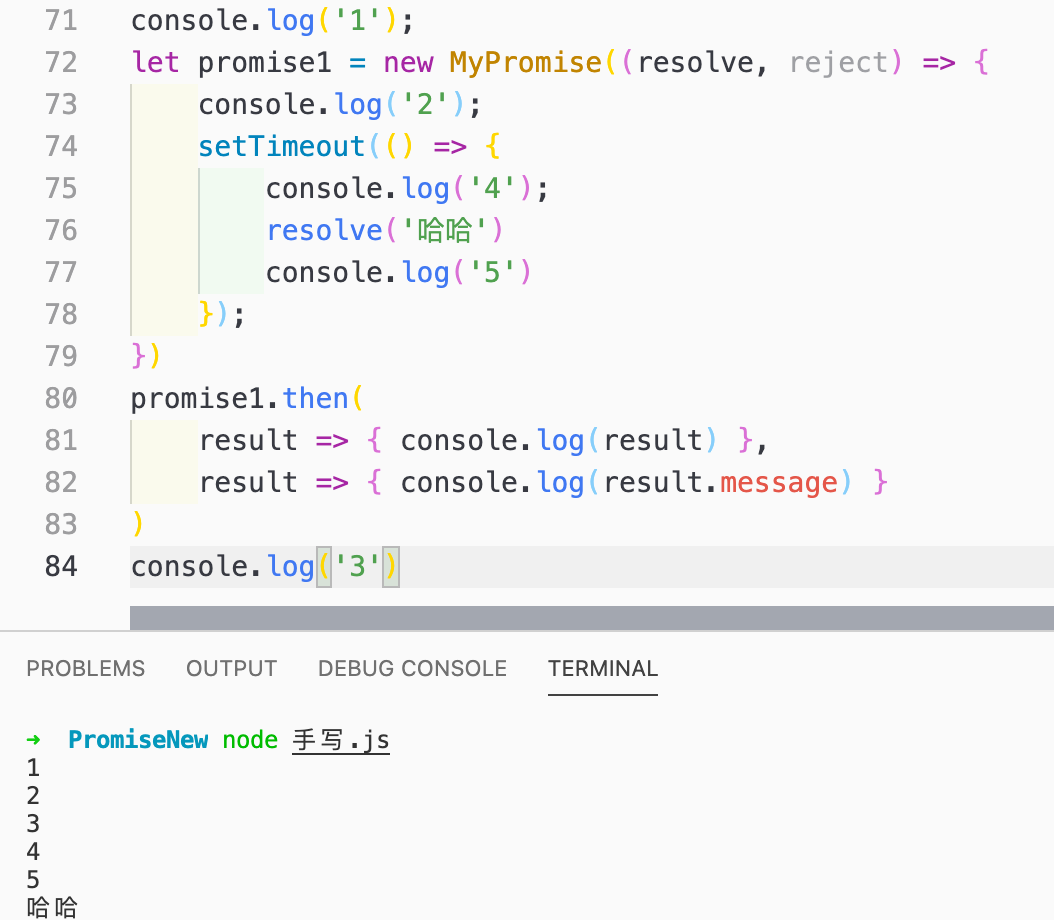 71 console.log('1');
72 let promise1 = new MyPromise((resolve, reject) => {
73     console.log('2');
74     setTimeout(() => {
75         console.log('4');
76         resolve('哈哈')
77         console.log('5')
78     });
79 })
80 promise1.then(
81     result => { console.log(result) },
82     result => { console.log(result.message) }
83 )
84 console.log('3')
PROBLEMS OUTPUT DEBUG CONSOLE TERMINAL
➜ PromiseNew node 手写.js
1
2
3
4
5
哈哈